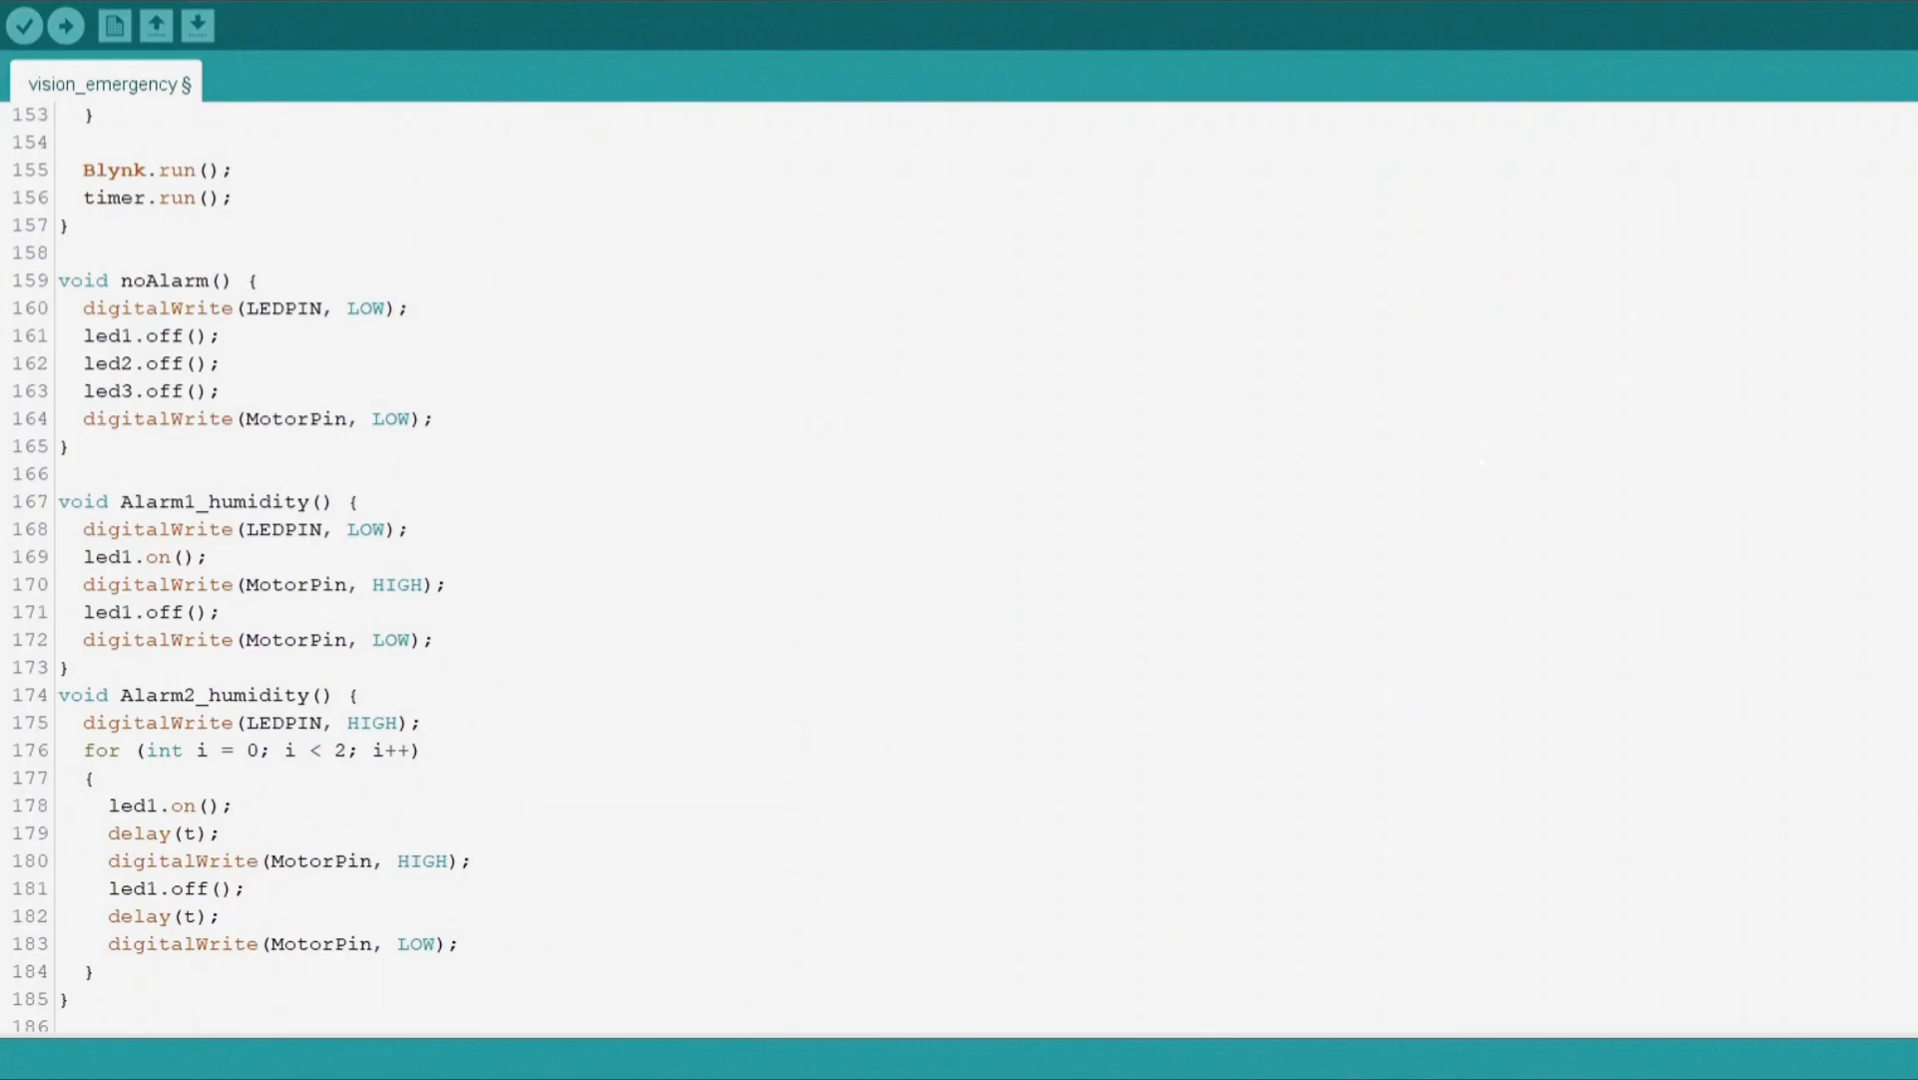 vision_emergency §
153 }
154
155 Blynk.run();
156 timer.run();
157 }
158
159 void noAlarm() {
160 digitalWrite(LEDPIN, LOW);
161 led1.off();
162 led2.off();
163 led3.off();
164 digitalWrite(MotorPin, LOW);
165 }
166
167 void Alarm1_humidity() {
168 digitalWrite(LEDPIN, LOW);
169 led1.on();
170 digitalWrite(MotorPin, HIGH);
171 led1.off();
172 digitalWrite(MotorPin, LOW);
173 }
174 void Alarm2_humidity() {
175 digitalWrite(LEDPIN, HIGH);
176 for (int i = 0; i < 2; i++)
177 {
178 led1.on();
179 delay(t);
180 digitalWrite(MotorPin, HIGH);
181 led1.off();
182 delay(t);
183 digitalWrite(MotorPin, LOW);
184 }
185 }
186